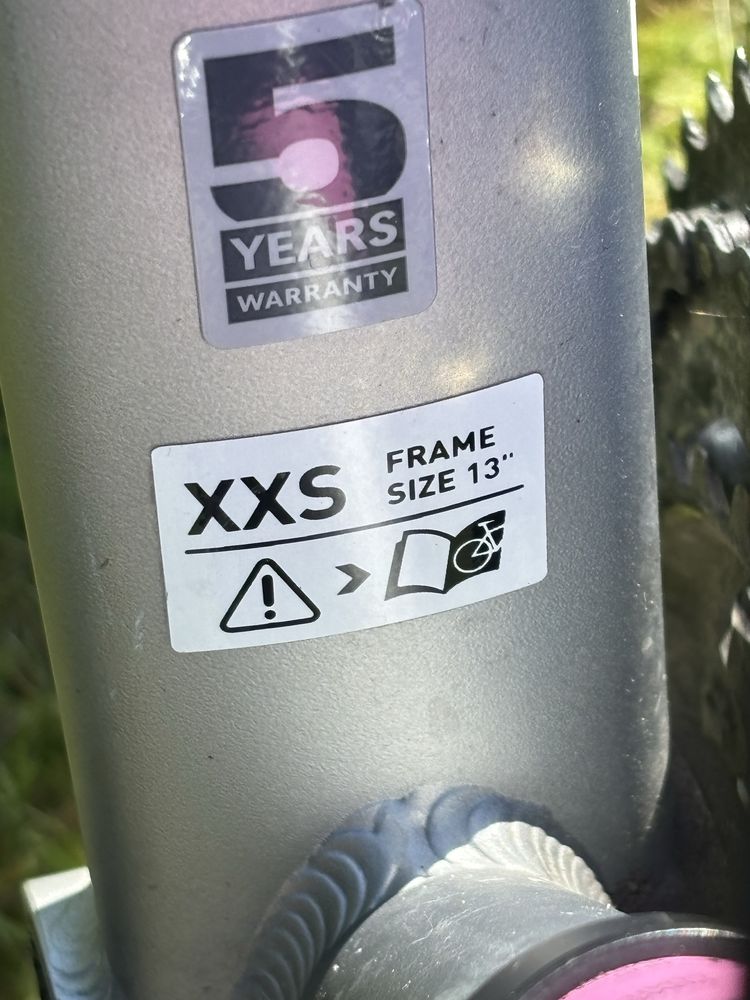 5
YEARS
WARRANTY
XXS
FRAME
SIZE 13"